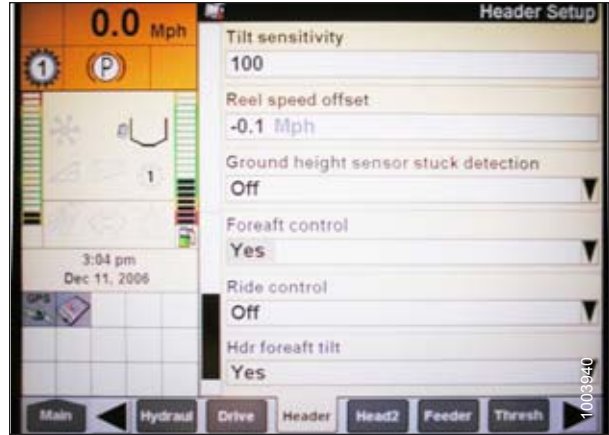 0.0 Mph
Header Setup
1
P
Tilt sensitivity
100
Reel speed offset
-0.1 Mph
1
Ground height sensor stuck detection
Off
Foreaft control
Yes
3:04 pm
Dec 11, 2006
Ride control
Off
GPS
Hdr foreaft tilt
Yes
Main
Hydraul
Drive
Header
Head2
Feeder
Thresh
1003940